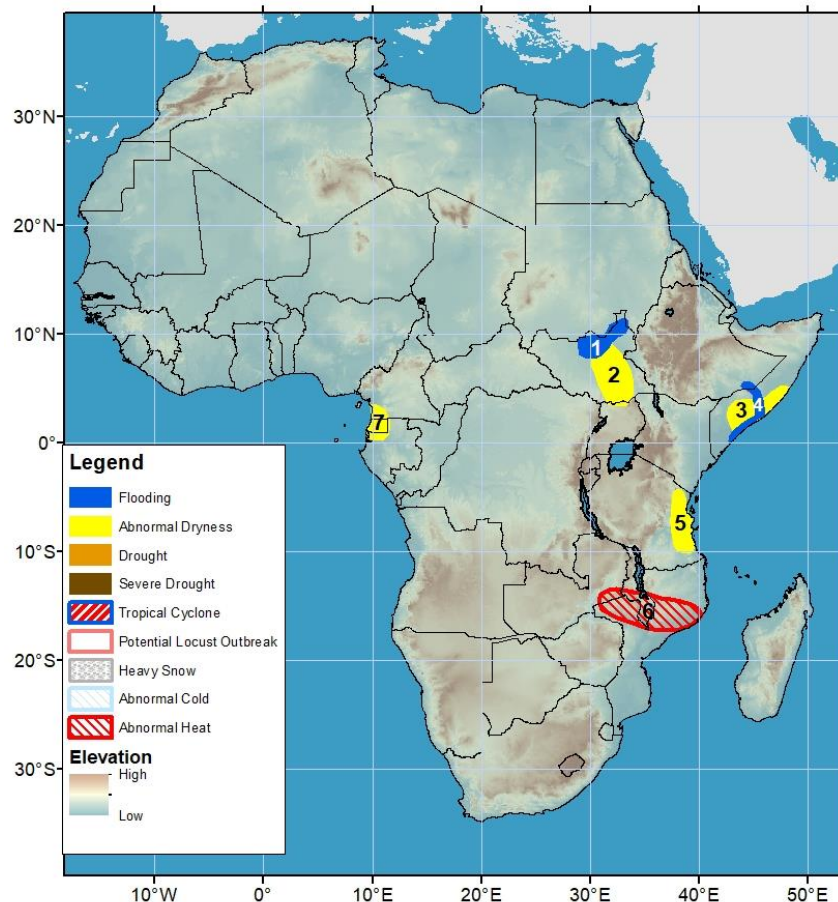 30°N
20°N
10°N
0°
10°S
20°S
30°S
1
2
3
4
5
6
7
Legend
Flooding
Abnormal Dryness
Drought
Severe Drought
Tropical Cyclone
Potential Locust Outbreak
Heavy Snow
Abnormal Cold
Abnormal Heat
Elevation
High
Low
10°W
0°
10°E
20°E
30°E
40°E
50°E